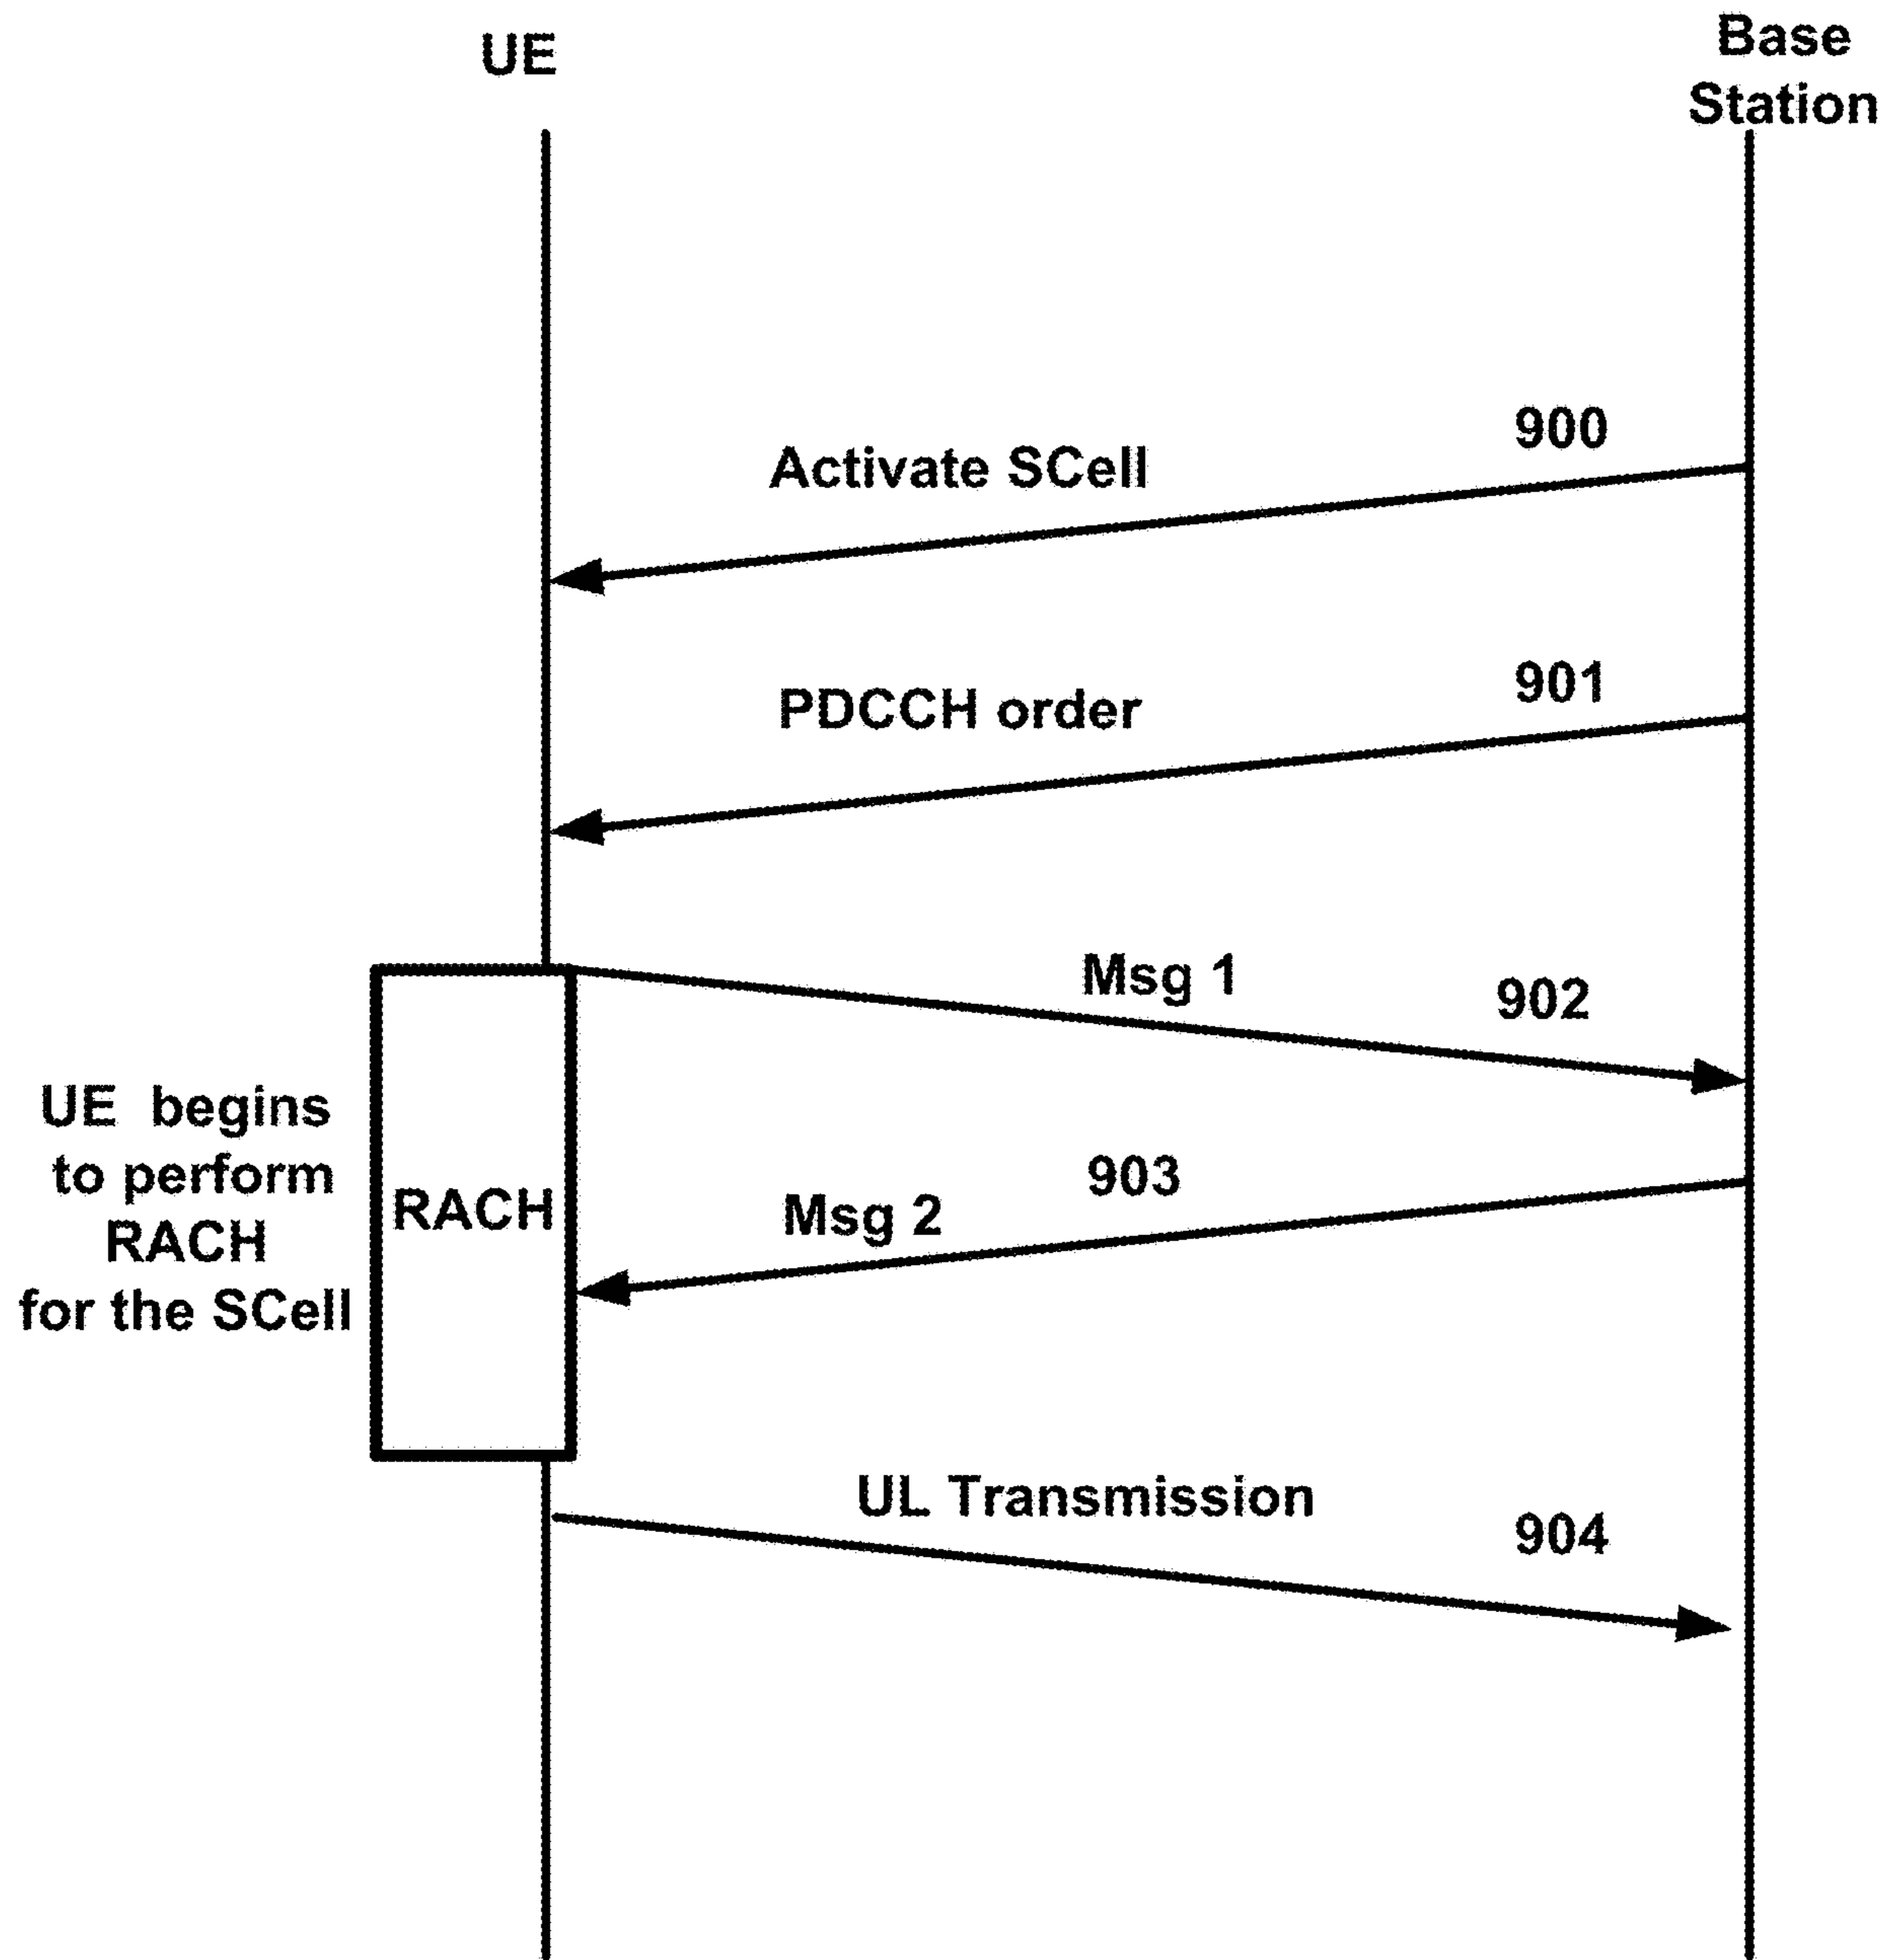 UE
Base
Station
900
Activate SCell
901
PDCCH order
Msg 1
902
UE begins
to perform
RACH
for the SCell
RACH
903
Msg 2
UL Transmission
904